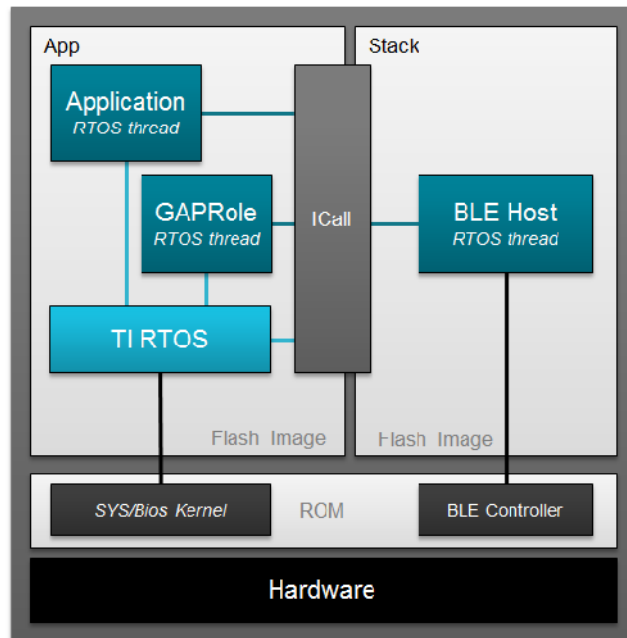 App
Stack
Application
RTOS thread
GAPRole
RTOS thread
ICall
BLE Host
RTOS thread
TI RTOS
Flash Image
Flash Image
SYS/Bios Kernel
ROM
BLE Controller
Hardware